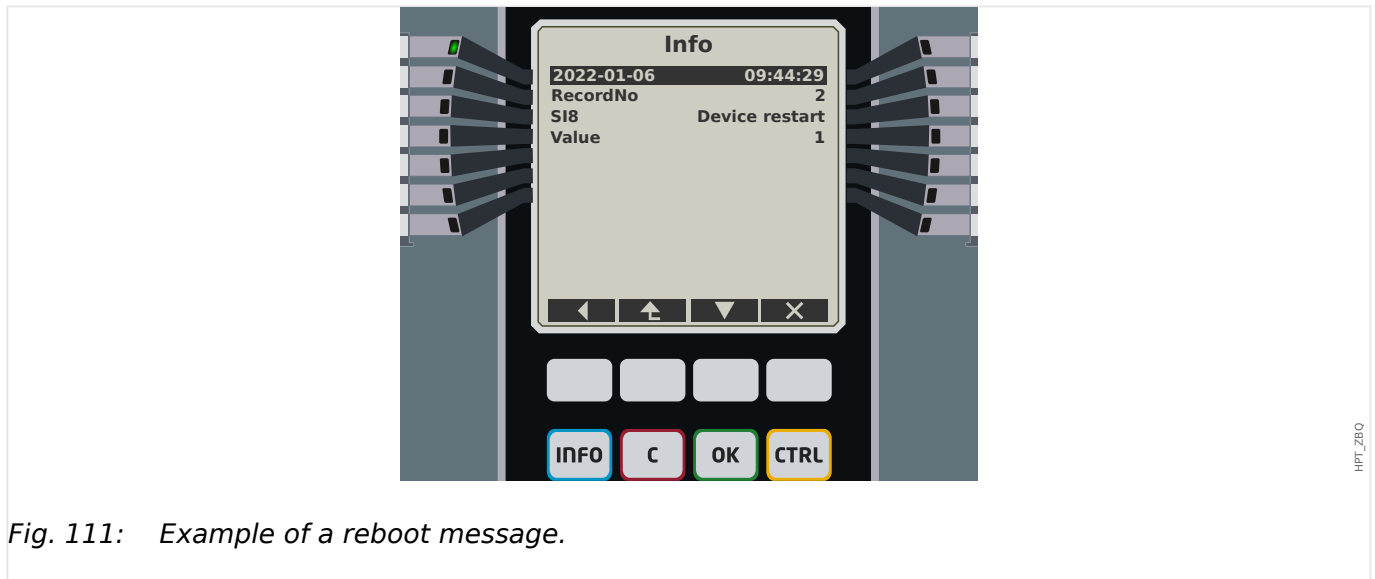 Info
2022-01-06 09:44:29
RecordNo 2
SI8 Device restart
Value 1
INFO C OK CTRL
HPT_ZBQ
Fig. 111: Example of a reboot message.